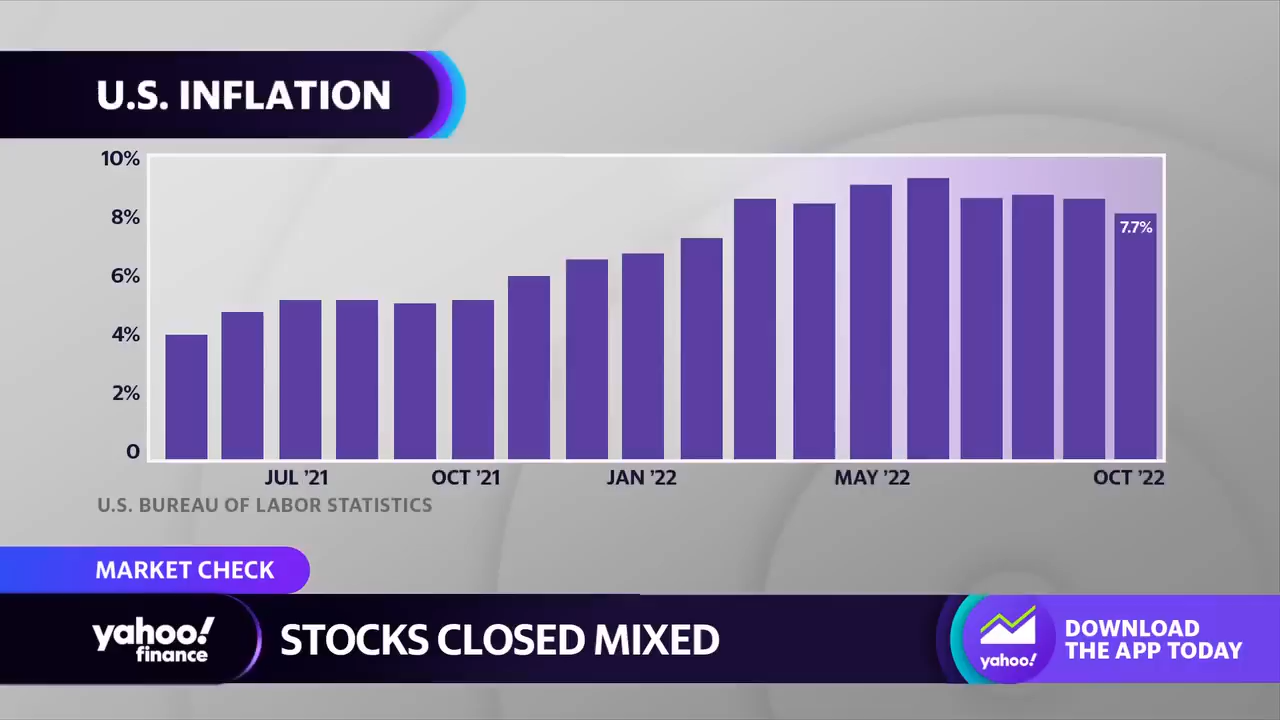 U.S. INFLATION
10%
8%
6%
4%
2%
0
7.7%
JUL ’21 OCT ’21 JAN ’22 MAY ’22 OCT ’22
U.S. BUREAU OF LABOR STATISTICS
MARKET CHECK
yahoo!
finance
STOCKS CLOSED MIXED
yahoo!
DOWNLOAD
THE APP TODAY